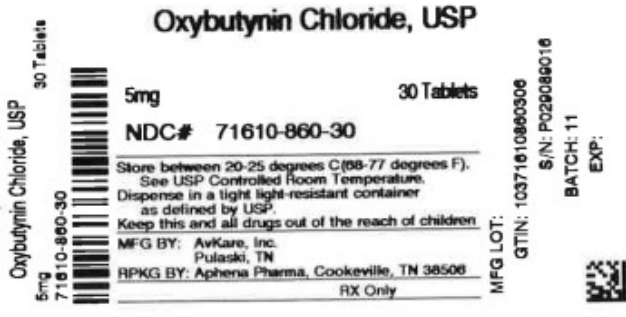 Oxybutynin Chloride, USP
5mg 30 Tablets
NDC# 71610-860-30
Store between 20-25 degrees C(68-77 degrees F).
See USP Controlled Room Temperature.
Dispense in a tight light-resistant container
as defined by USP.
Keep this and all drugs out of the reach of children
MFG BY: AvKare, Inc.
Pulaski, TN
RPKG BY: Aphena Pharma, Cookeville, TN 38506
RX Only
Oxybutynin Chloride, USP 30 Tablets
5mg
71610-860-30
MFG LOT:
GTIN: 10371610860306
S/N: P029089016
BATCH: 11
EXP: